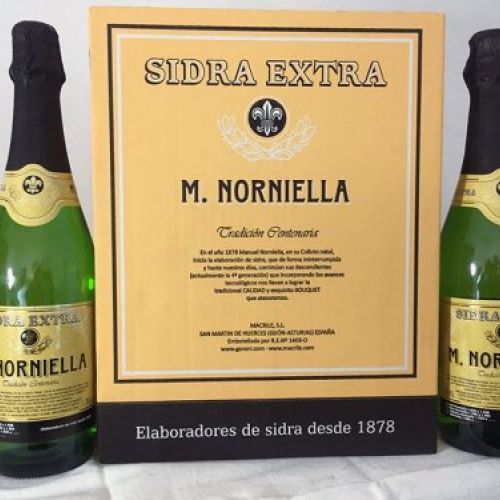 SIDRA EXTRA
M. NORNIELLA
Tradición Centenaria
En el año 1878 Manuel Norniella, en su Colloto natal,
inicia la elaboración de sidra, que de forma ininterrumpida
y hasta nuestros días, continúan sus descendientes
(actualmente la 4ª generación) que incorporando los avances
tecnológicos nos llevan a lograr la
tradicional CALIDAD y exquisito BOUQUET
que atesoramos.
MACRILE, S.L.
SAN MARTIN DE HUERCES (GIJÓN-ASTURIAS) ESPAÑA
Embotellada por R.E.Nº 1469-O
www.ganeri.com - www.macrile.com
Elaboradores de sidra desde 1878
SIDRA EXTRA
NORNIELLA
Tradición Centenaria
SIDRA EXT
M. NORN